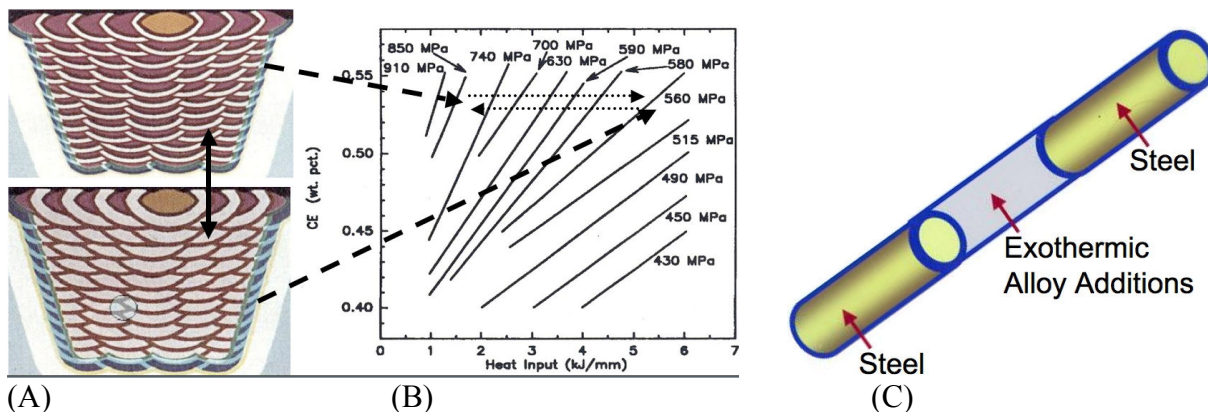 850 MPa
910 MPa
740 MPa
700 MPa
630 MPa
590 MPa
580 MPa
560 MPa
515 MPa
490 MPa
450 MPa
430 MPa
CE (wt. pct.)
0.55
0.50
0.45
0.40
0 1 2 3 4 5 6 7
Heat Input (kJ/mm)
Steel
Exothermic
Alloy Additions
Steel
(A) (B) (C)